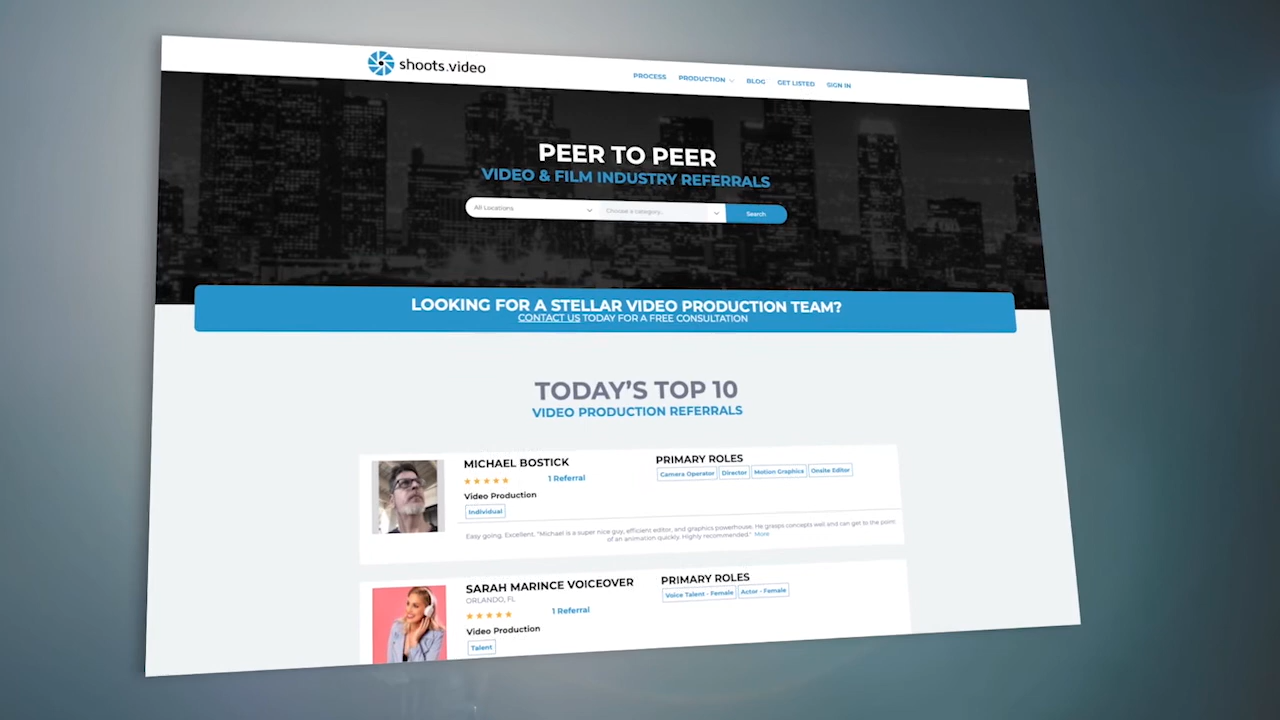 shoots.video
PROCESS PRODUCTION BLOG GET LISTED SIGN IN
PEER TO PEER
VIDEO & FILM INDUSTRY REFERRALS
All Locations Choose a category... Search
LOOKING FOR A STELLAR VIDEO PRODUCTION TEAM?
CONTACT US TODAY FOR A FREE CONSULTATION
TODAY'S TOP 10
VIDEO PRODUCTION REFERRALS
MICHAEL BOSTICK
1 Referral
Video Production
Individual
PRIMARY ROLES
Camera Operator Director Motion Graphics Onsite Editor
Easy going. Excellent. "Michael is a super nice guy, efficient editor, and graphics powerhouse. He grasps concepts well and can get to the point
of an animation quickly. Highly recommended." More
SARAH MARINCE VOICEOVER
ORLANDO, FL
1 Referral
Video Production
Talent
PRIMARY ROLES
Voice Talent - Female Actor - Female